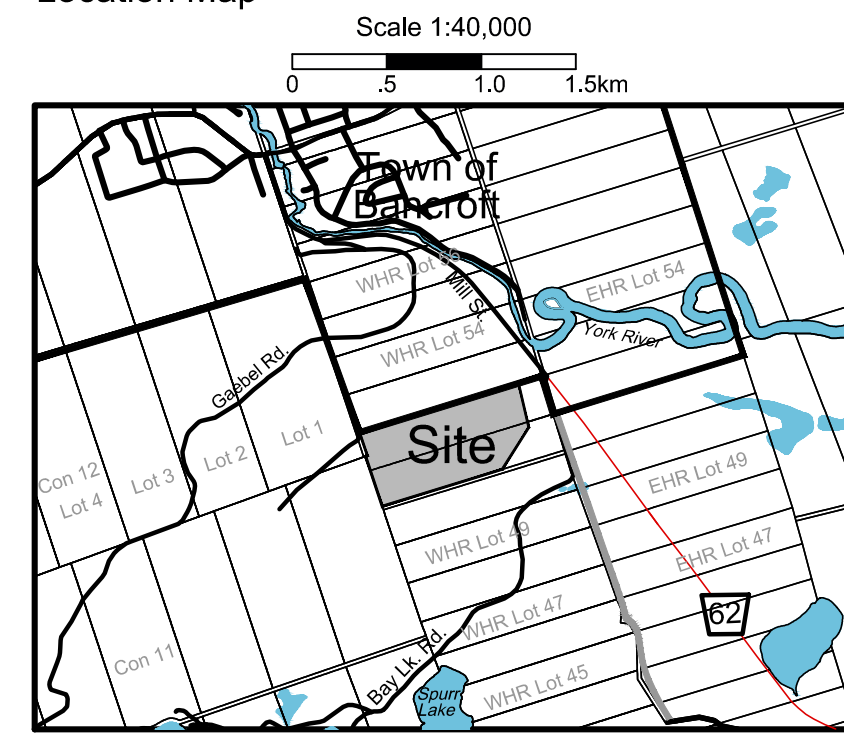 Location Map
Scale 1:40,000
0 .5 1.0 1.5km
Town of
Bancroft
WHR Lot 56
Mill St.
EHR Lot 54
York River
WHR Lot 54
Gaebel Rd.
Lot 1
Lot 2
Lot 3
Con 12
Lot 4
Site
EHR Lot 49
WHR Lot 49
EHR Lot 47
62
WHR Lot 47
Con 11
Bay Lk. Rd.
WHR Lot 45
Spurr
Lake